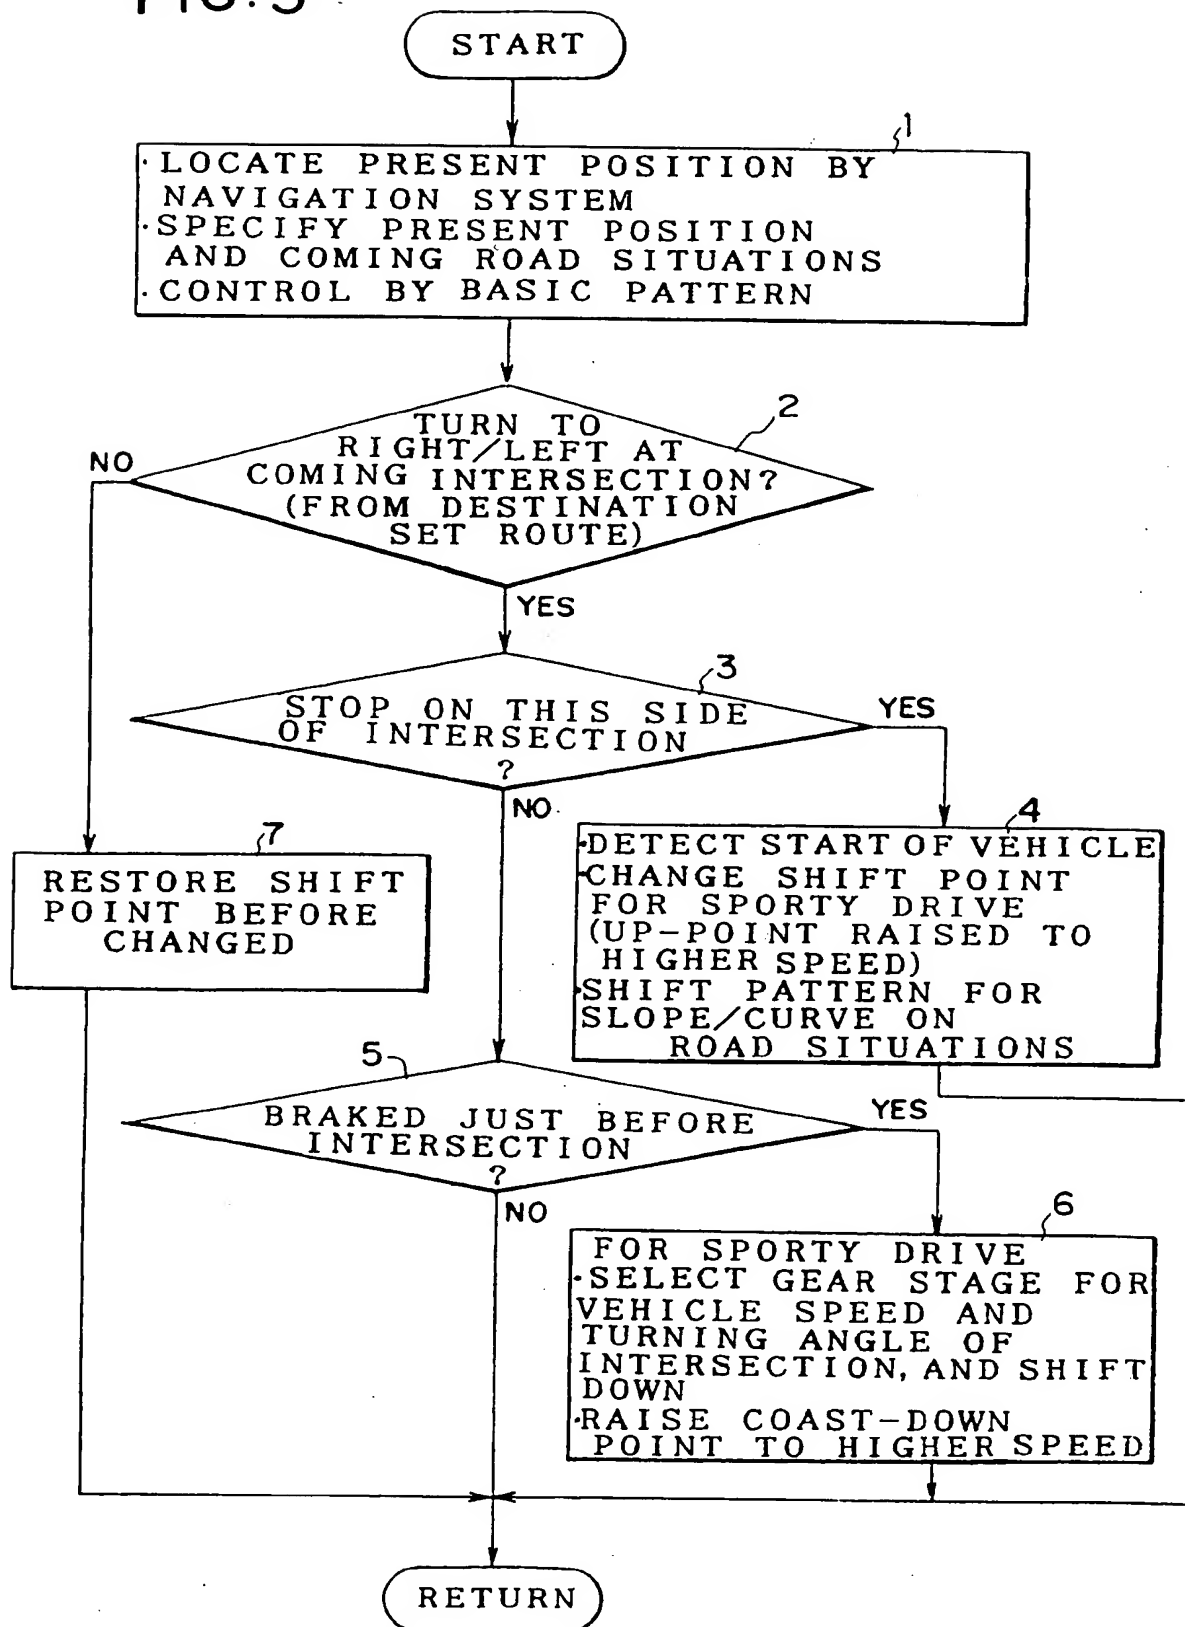 START
1
·LOCATE PRESENT POSITION BY
NAVIGATION SYSTEM
·SPECIFY PRESENT POSITION
AND COMING ROAD SITUATIONS
·CONTROL BY BASIC PATTERN
2
TURN TO
RIGHT/LEFT AT
COMING INTERSECTION?
(FROM DESTINATION
SET ROUTE)
NO
YES
3
STOP ON THIS SIDE
OF INTERSECTION
?
YES
NO
7
RESTORE SHIFT
POINT BEFORE
CHANGED
4
·DETECT START OF VEHICLE
·CHANGE SHIFT POINT
FOR SPORTY DRIVE
(UP-POINT RAISED TO
HIGHER SPEED)
·SHIFT PATTERN FOR
SLOPE/CURVE ON
ROAD SITUATIONS
5
BRAKED JUST BEFORE
INTERSECTION
?
YES
NO
6
FOR SPORTY DRIVE
·SELECT GEAR STAGE FOR
VEHICLE SPEED AND
TURNING ANGLE OF
INTERSECTION, AND SHIFT
DOWN
·RAISE COAST-DOWN
POINT TO HIGHER SPEED
RETURN